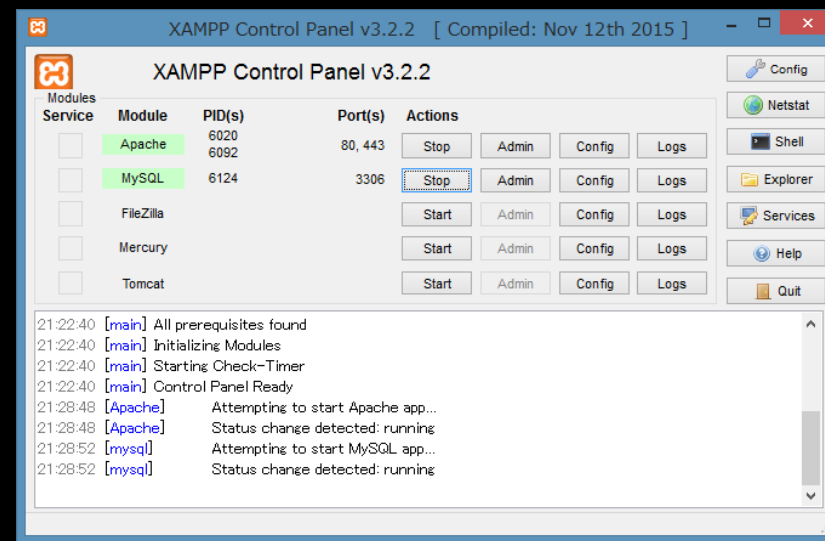 XAMPP Control Panel v3.2.2 [ Compiled: Nov 12th 2015 ]
XAMPP Control Panel v3.2.2
Config
Modules
Service Module PID(s) Port(s) Actions
Netstat
Apache 6020 6092 80, 443 Stop Admin Config Logs
Shell
MySQL 6124 3306 Stop Admin Config Logs
Explorer
FileZilla Start Admin Config Logs
Services
Mercury Start Admin Config Logs
Help
Tomcat Start Admin Config Logs
Quit
21:22:40 [main] All prerequisites found
21:22:40 [main] Initializing Modules
21:22:40 [main] Starting Check-Timer
21:22:40 [main] Control Panel Ready
21:28:48 [Apache] Attempting to start Apache app...
21:28:48 [Apache] Status change detected: running
21:28:52 [mysql] Attempting to start MySQL app...
21:28:52 [mysql] Status change detected: running